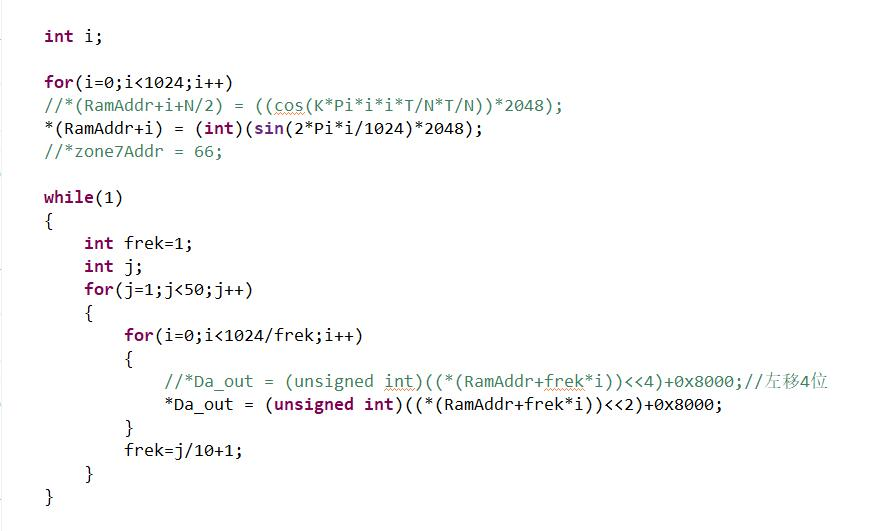 int i;
for(i=0;i<1024;i++)
//*(RamAddr+i+N/2) = ((cos(K*Pi*i*i*T/N*T/N))*2048);
*(RamAddr+i) = (int)(sin(2*Pi*i/1024)*2048);
//*zone7Addr = 66;
while(1)
{
int frek=1;
int j;
for(j=1;j<50;j++)
{
for(i=0;i<1024/frek;i++)
{
//*Da_out = (unsigned int)((*(RamAddr+frek*i))<<4)+0x8000;//左移4位
*Da_out = (unsigned int)((*(RamAddr+frek*i))<<2)+0x8000;
}
frek=j/10+1;
}
}